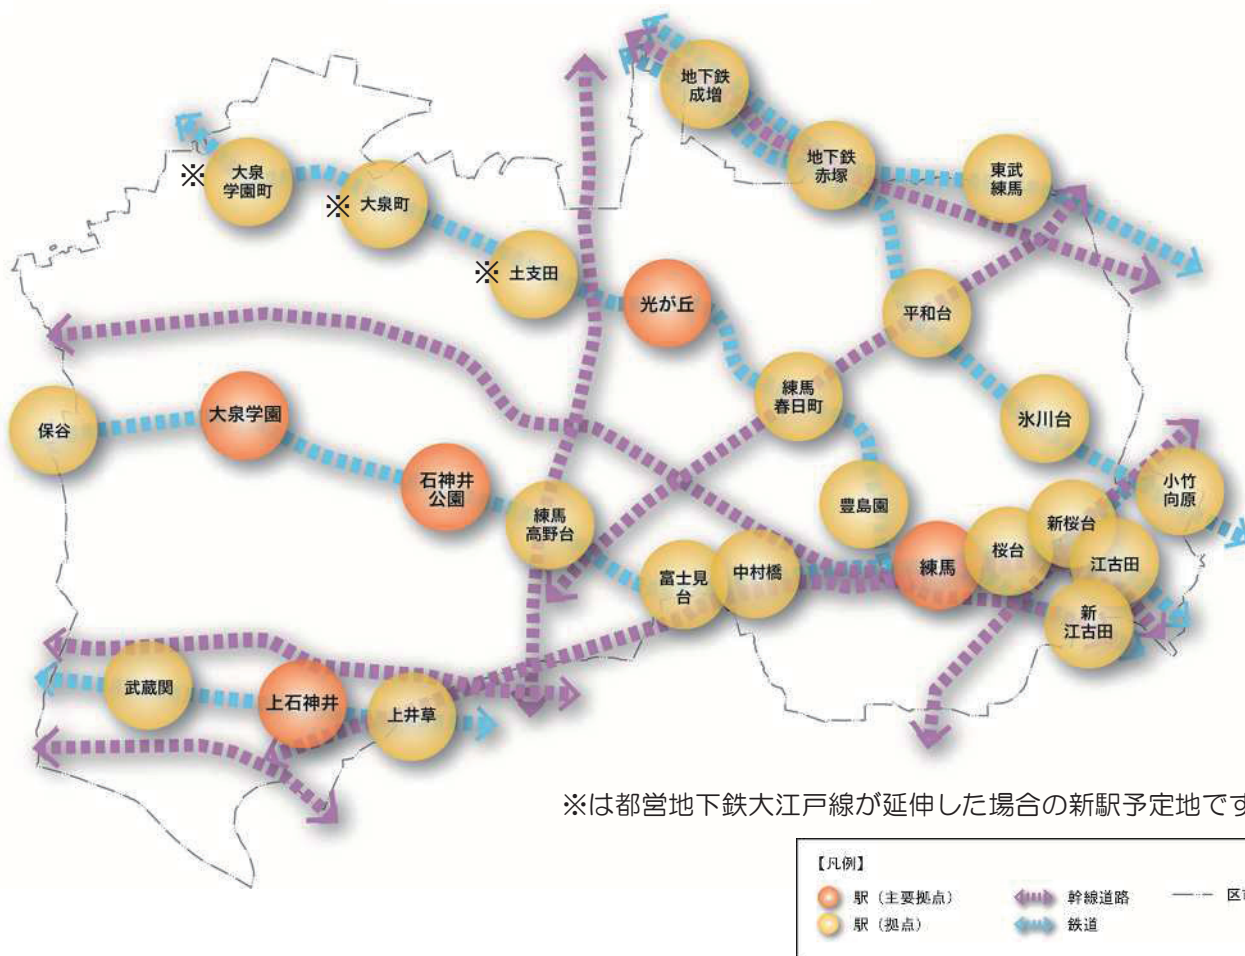 地下鉄
成増
地下鉄
赤塚
東武
練馬
※
大泉
学園町
※
大泉町
※
土支田
光が丘
平和台
練馬
春日町
氷川台
保谷
大泉学園
石神井
公園
練馬
高野台
豊島園
小竹
向原
新桜台
桜台
江古田
練馬
中村橋
富士見
台
新
江古田
武蔵関
上石神井
上井草
※は都営地下鉄大江戸線が延伸した場合の新駅予定地です
【凡例】
駅（主要拠点）
幹線道路
区
駅（拠点）
鉄道